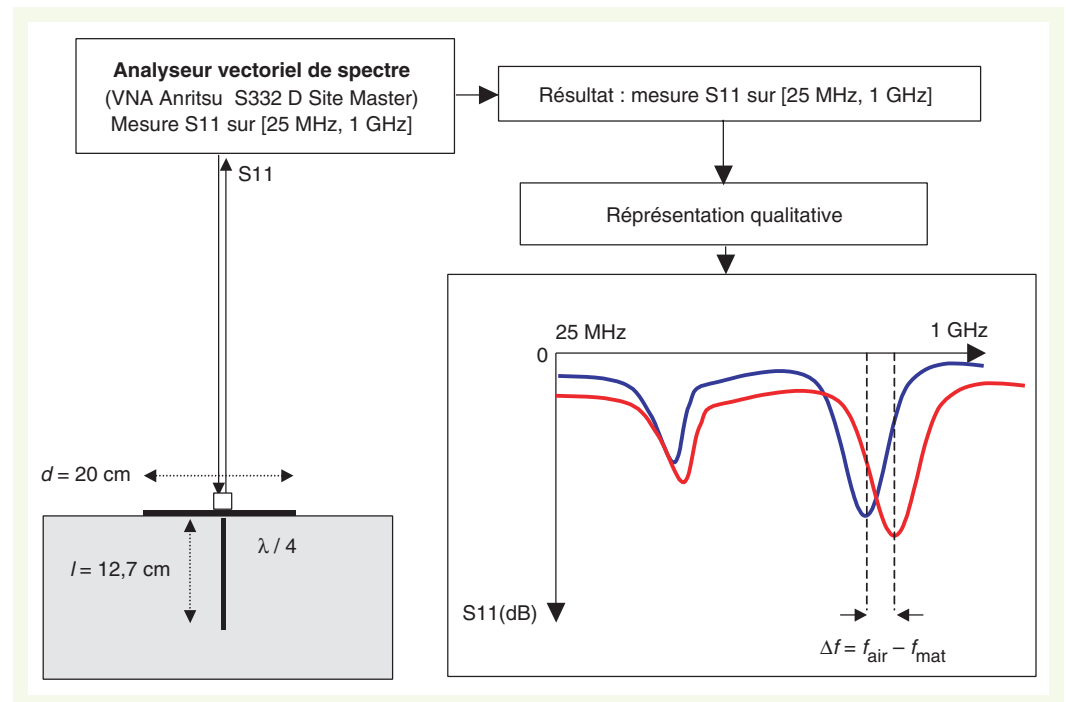 Analyseur vectoriel de spectre
(VNA Anritsu S332 D Site Master)
Mesure S11 sur [25 MHz, 1 GHz]
Résultat : mesure S11 sur [25 MHz, 1 GHz]
S11
Réprésentation qualitative
25 MHz
1 GHz
0
d = 20 cm
λ / 4
l = 12,7 cm
S11(dB)
Δf = f_air – f_mat